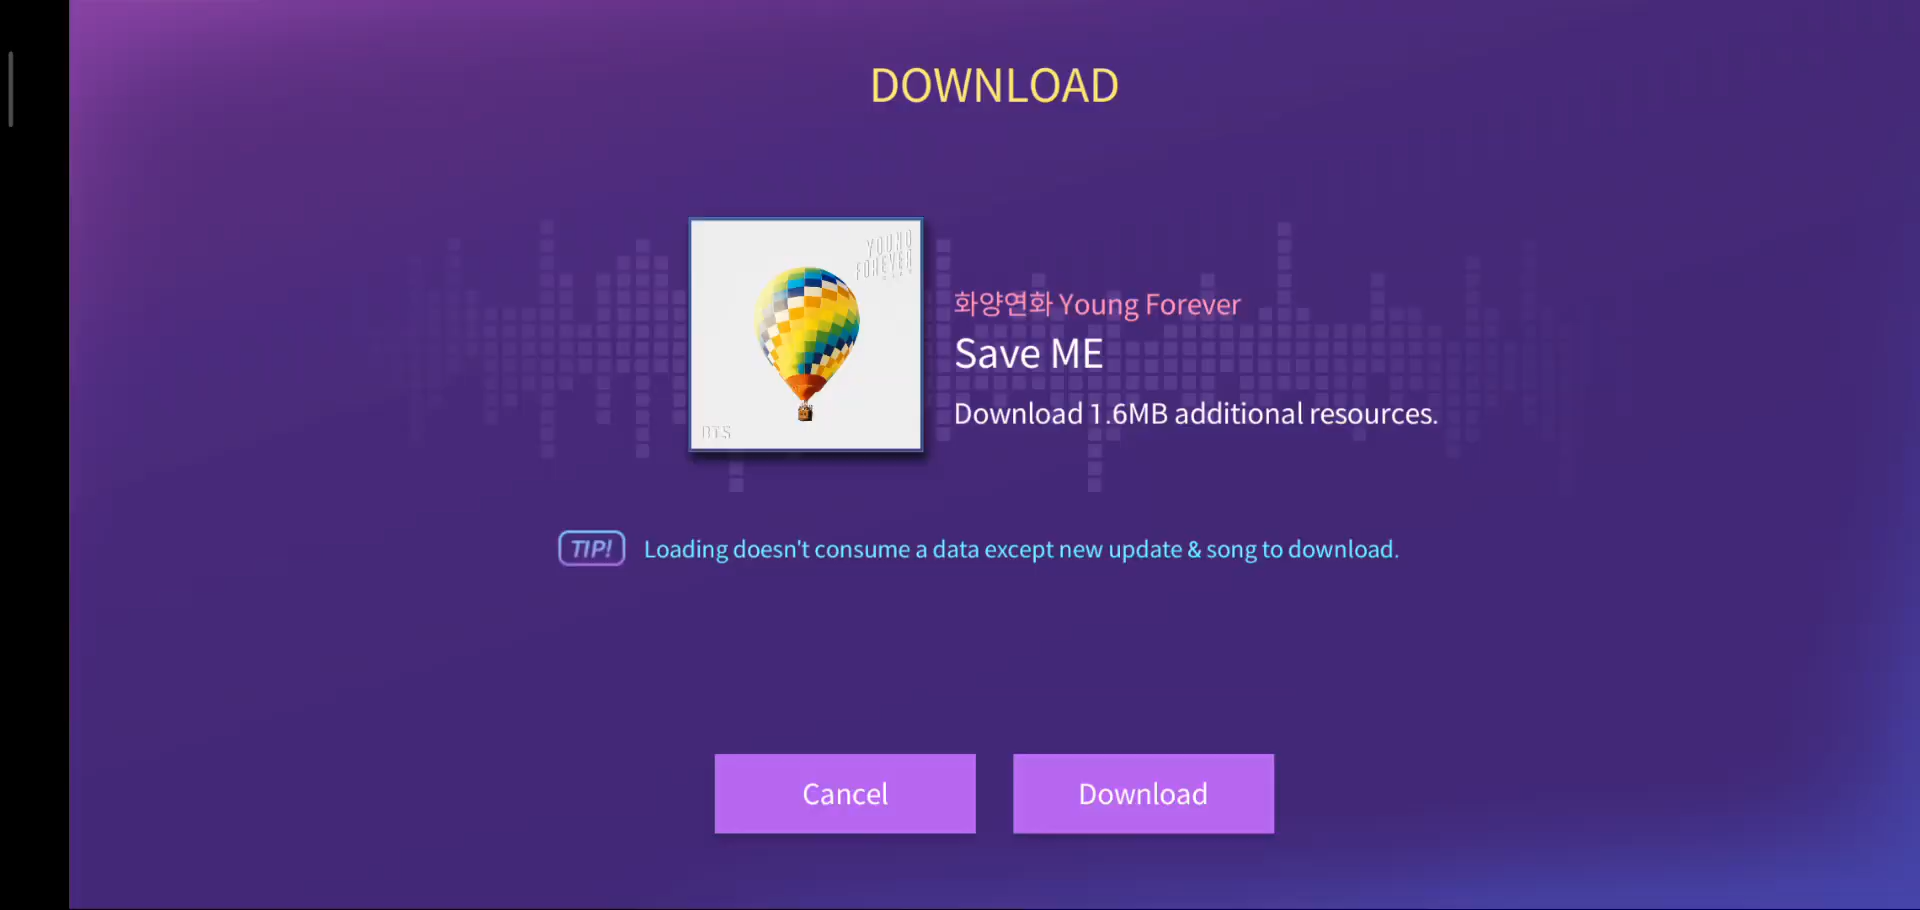 DOWNLOAD
YOUNG
FOREVER
BTS
화양연화 Young Forever
Save ME
Download 1.6MB additional resources.
TIP! Loading doesn't consume a data except new update & song to download.
Cancel
Download